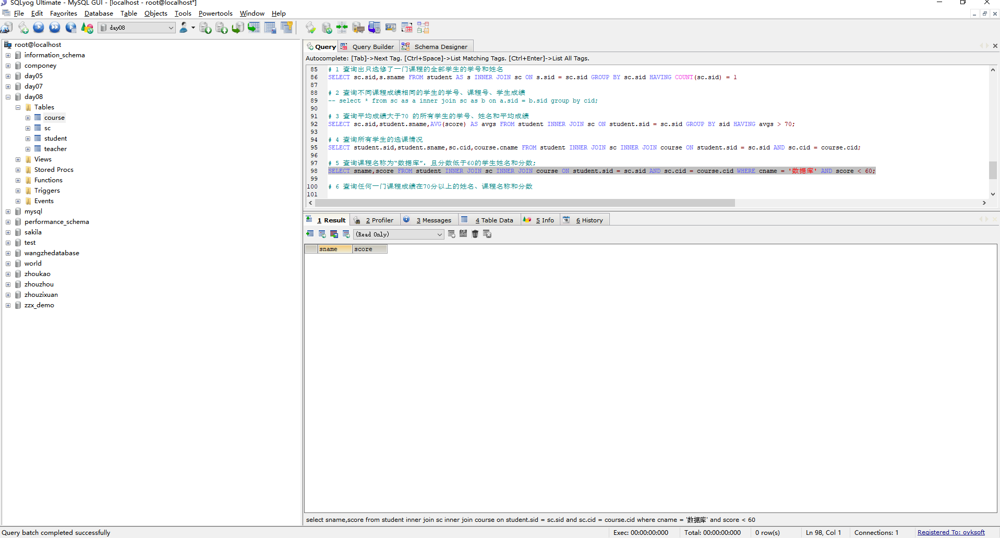 SQLyog Ultimate - MySQL GUI - [localhost - root@localhost*]
File Edit Favorites Database Table Objects Tools Powertools Window Help
day08
root@localhost
information_schema
componey
day05
day07
day08
Tables
course
sc
student
teacher
Views
Stored Procs
Functions
Triggers
Events
mysql
performance_schema
sakila
test
wangzhedatabase
world
zhoukao
zhouzhou
zhouzixuan
zzx_demo
Query Query Builder Schema Designer
Autocomplete: [Tab]->Next Tag. [Ctrl+Space]->List Matching Tags. [Ctrl+Enter]->List All Tags.
85 # 1 查询出只选修了一门课程的全部学生的学号和姓名
86 SELECT sc.sid,s.sname FROM student AS s INNER JOIN sc ON s.sid = sc.sid GROUP BY sc.sid HAVING COUNT(sc.sid) = 1
87
88 # 2 查询不同课程成绩相同的学生的学号、课程号、学生成绩
89 -- select * from sc as a inner join sc as b on a.sid = b.sid group by cid;
90
91 # 3 查询平均成绩大于70 的所有学生的学号、姓名和平均成绩
92 SELECT sc.sid,student.sname,AVG(score) AS avgs FROM student INNER JOIN sc ON student.sid = sc.sid GROUP BY sid HAVING avgs > 70;
93
94 # 4 查询所有学生的选课情况
95 SELECT student.sid,student.sname,sc.cid,course.cname FROM student INNER JOIN sc INNER JOIN course ON student.sid = sc.sid AND sc.cid = course.cid;
96
97 # 5 查询课程名称为“数据库”，且分数低于60的学生姓名和分数;
98 SELECT sname,score FROM student INNER JOIN sc INNER JOIN course ON student.sid = sc.sid AND sc.cid = course.cid WHERE cname = '数据库' AND score < 60;
99
100 # 6 查询任何一门课程成绩在70分以上的姓名、课程名称和分数
101
1 Result 2 Profiler 3 Messages 4 Table Data 5 Info 6 History
(Read Only)
sname score
select sname,score from student inner join sc inner join course on student.sid = sc.sid and sc.cid = course.cid where cname = '数据库' and score < 60
Query batch completed successfully Exec: 00:00:00:000 Total: 00:00:00:000 0 row(s) Ln 98, Col 1 Connections: 1 Registered To: oyksoft